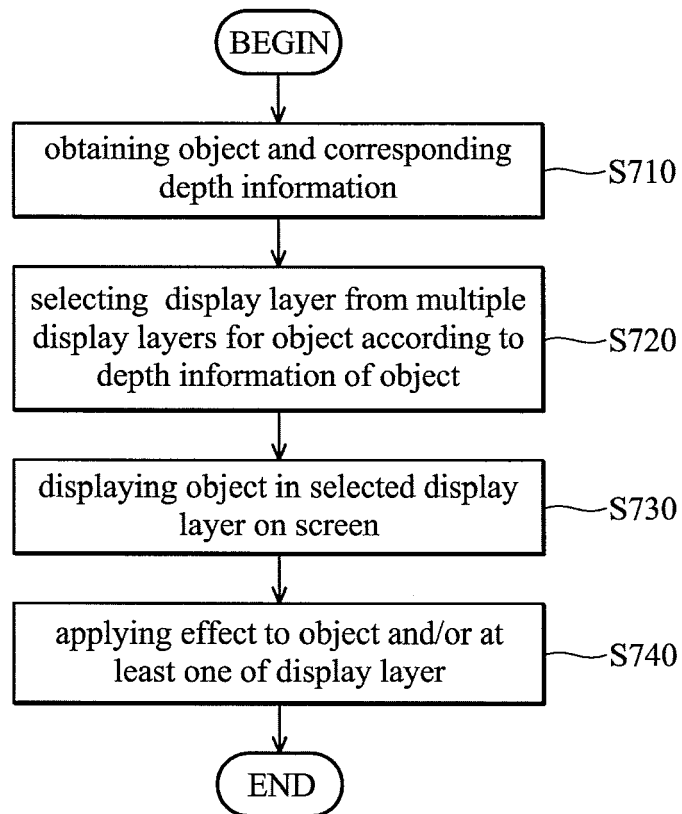 BEGIN
obtaining object and corresponding
depth information
S710
selecting display layer from multiple
display layers for object according to
depth information of object
S720
displaying object in selected display
layer on screen
S730
applying effect to object and/or at
least one of display layer
S740
END